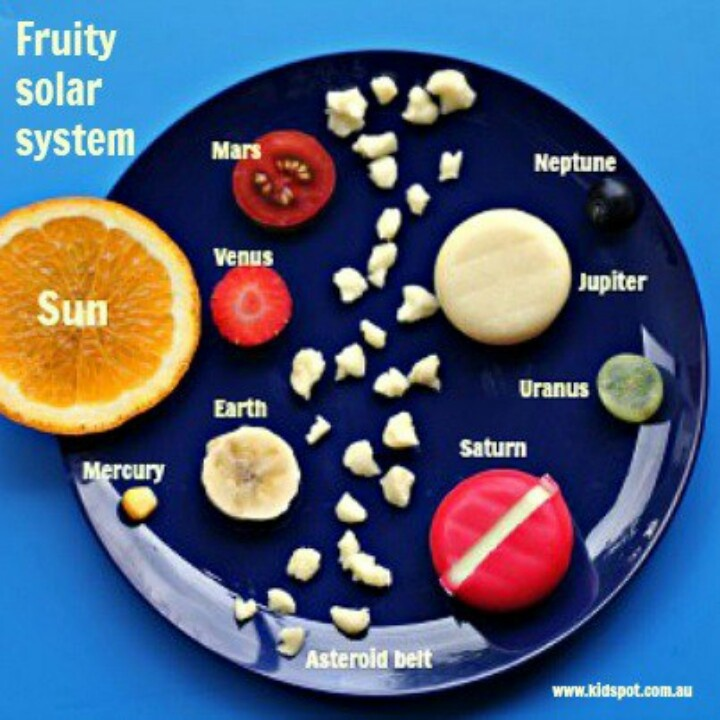 Fruity
solar
system
Mars
Neptune
Venus
Jupiter
Sun
Uranus
Earth
Saturn
Mercury
Asteroid belt
www.kidspot.com.au